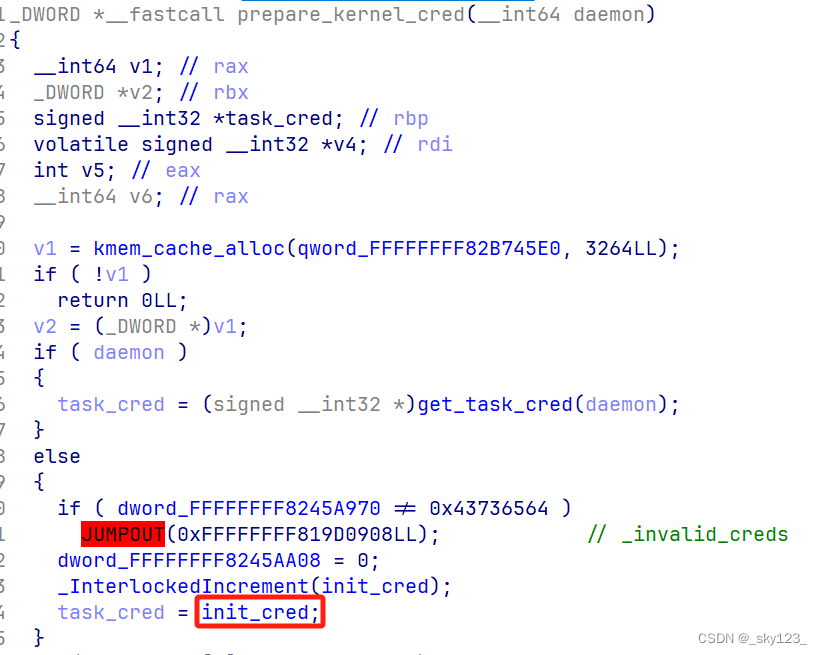 1 _DWORD *__fastcall prepare_kernel_cred(__int64 daemon)
2 {
3 __int64 v1; // rax
4 _DWORD *v2; // rbx
5 signed __int32 *task_cred; // rbp
6 volatile signed __int32 *v4; // rdi
7 int v5; // eax
8 __int64 v6; // rax
9
0 v1 = kmem_cache_alloc(qword_FFFFFFFF82B745E0, 3264LL);
1 if ( !v1 )
2 return 0LL;
3 v2 = (_DWORD *)v1;
4 if ( daemon )
5 {
6 task_cred = (signed __int32 *)get_task_cred(daemon);
7 }
8 else
9 {
0 if ( dword_FFFFFFFF8245A970 != 0x43736564 )
1 JUMPOUT(0xFFFFFFFF819D0908LL); // _invalid_creds
2 dword_FFFFFFFF8245AA08 = 0;
3 _InterlockedIncrement(init_cred);
4 task_cred = init_cred;
5 }
CSDN @_sky123_